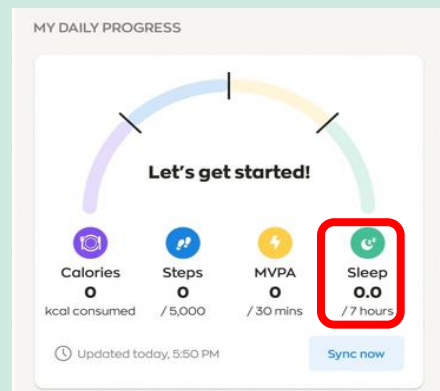 MY DAILY PROGRESS
Let's get started!
Calories Steps MVPA Sleep
0 0 0 0.0
kcal consumed / 5,000 / 30 mins / 7 hours
Updated today, 5:50 PM Sync now